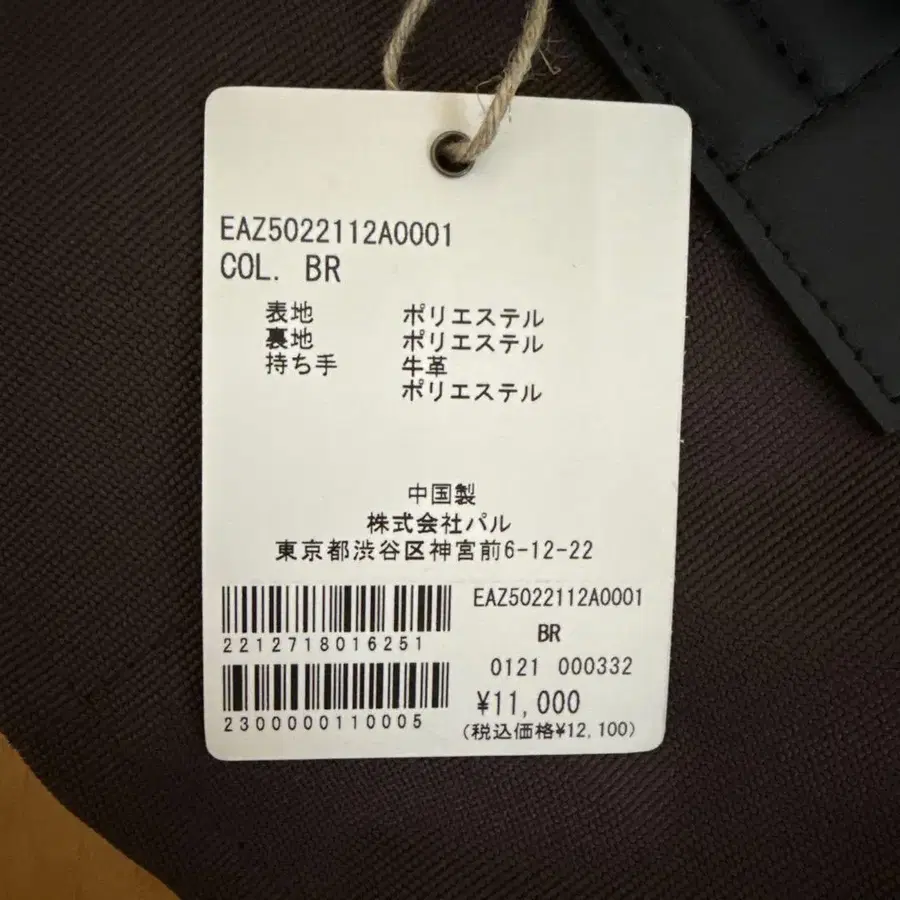 EAZ5022112A0001
COL. BR
表地 ポリエステル
裏地 ポリエステル
持ち手 牛革
ポリエステル
中国製
株式会社パル
東京都渋谷区神宮前6-12-22
EAZ5022112A0001
BR
2212718016251
0121 000332
¥11,000
2300000110005
(税込価格¥12,100)